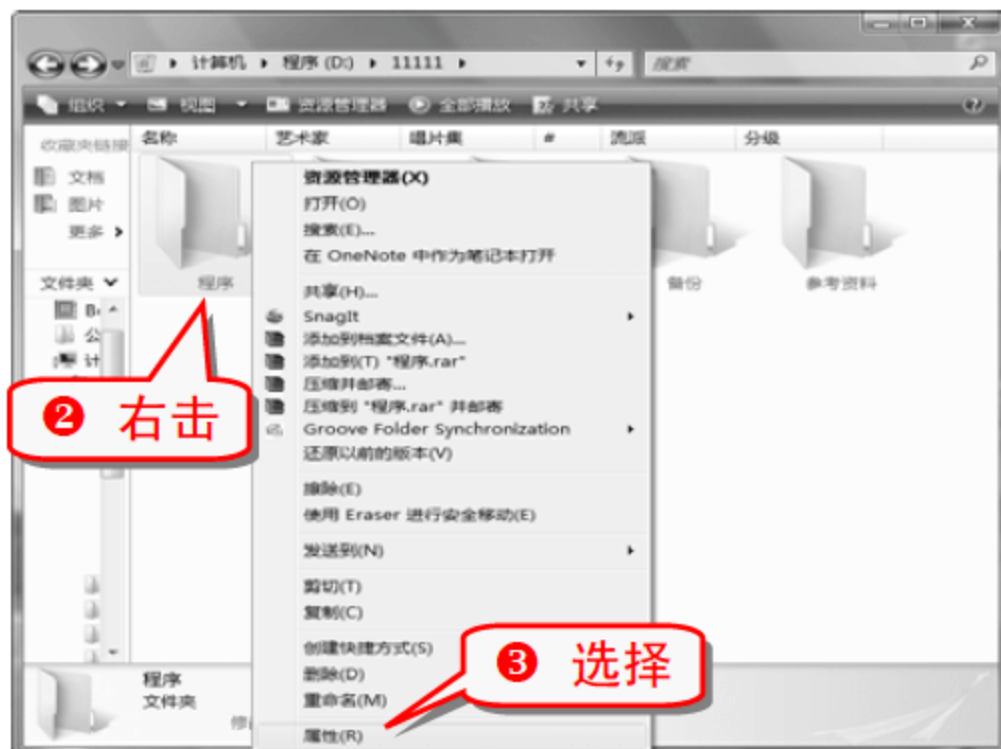 计算机 程序 (D:) 11111 搜索
组织 视图 资源管理器 全部播放 共享
收藏夹链接 名称 艺术家 唱片集 # 流派 分级
文档
图片
更多
文件夹
程序 备份 参考资料
公
计
资源管理器(X)
打开(O)
搜索(E)...
在 OneNote 中作为笔记本打开
共享(H)...
SnagIt
添加到档案文件(A)...
添加到(T) "程序.rar"
压缩并邮寄...
压缩到 "程序.rar" 并邮寄
Groove Folder Synchronization
还原以前的版本(V)
擦除(E)
使用 Eraser 进行安全移动(E)
发送到(N)
剪切(T)
复制(C)
创建快捷方式(S)
删除(D)
重命名(M)
属性(R)
❷ 右击
❸ 选择
程序
文件夹